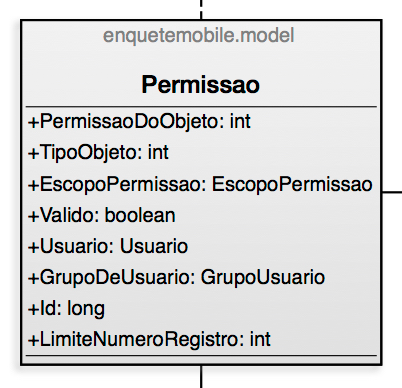 enquetemobile.model
Permissao
+PermissaoDoObjeto: int
+TipoObjeto: int
+EscopoPermissao: EscopoPermissao
+Valido: boolean
+Usuario: Usuario
+GrupoDeUsuario: GrupoUsuario
+Id: long
+LimiteNumeroRegistro: int